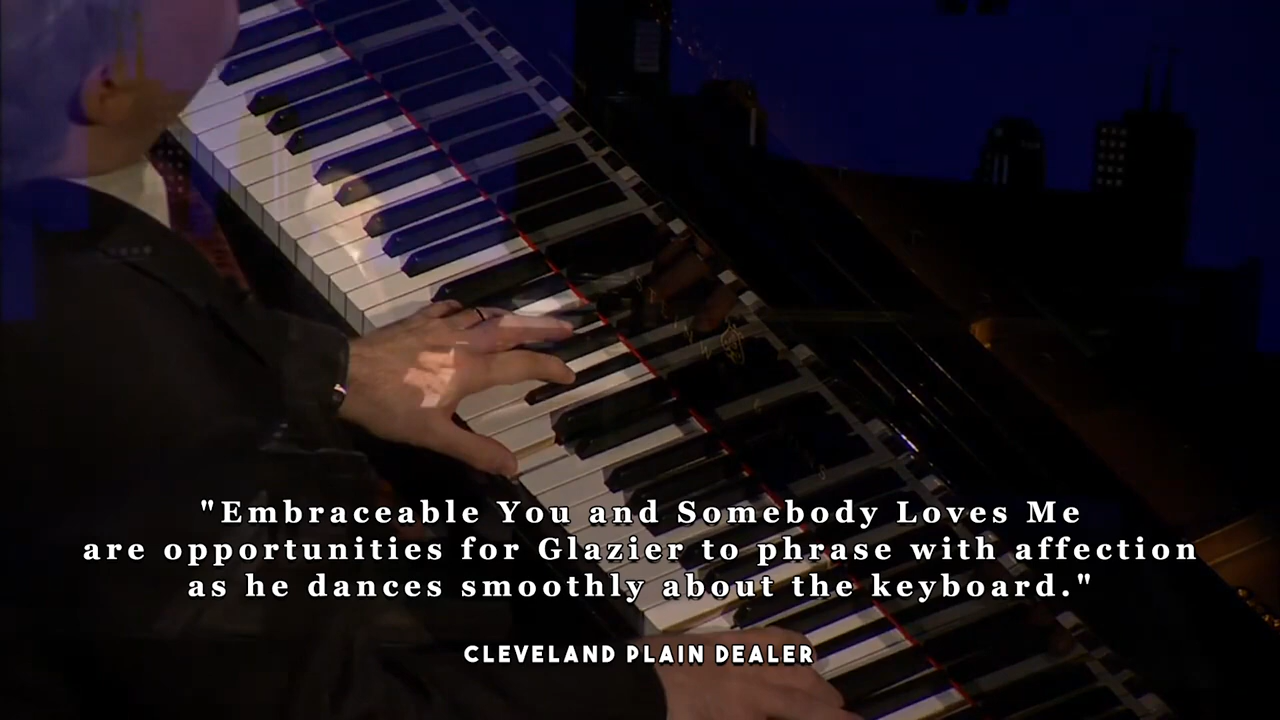 "Embraceable You and Somebody Loves Me
are opportunities for Glazier to phrase with affection
as he dances smoothly about the keyboard."
CLEVELAND PLAIN DEALER